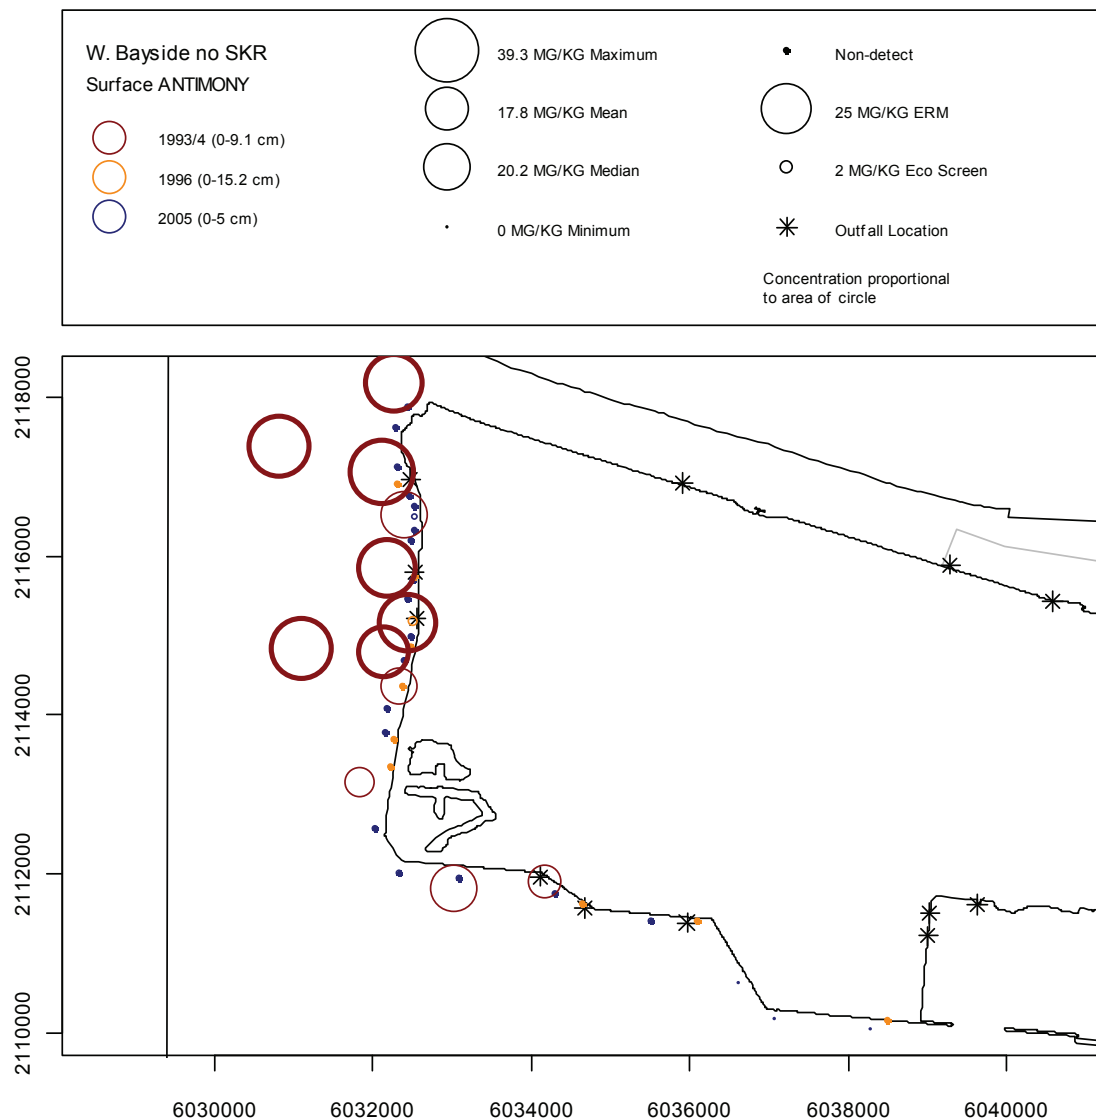 W. Bayside no SKR
Surface ANTIMONY
1993/4 (0-9.1 cm)
1996 (0-15.2 cm)
2005 (0-5 cm)
39.3 MG/KG Maximum
17.8 MG/KG Mean
20.2 MG/KG Median
0 MG/KG Minimum
Non-detect
25 MG/KG ERM
2 MG/KG Eco Screen
Outfall Location
Concentration proportional
to area of circle
2118000
2116000
2114000
2112000
2110000
6030000
6032000
6034000
6036000
6038000
6040000